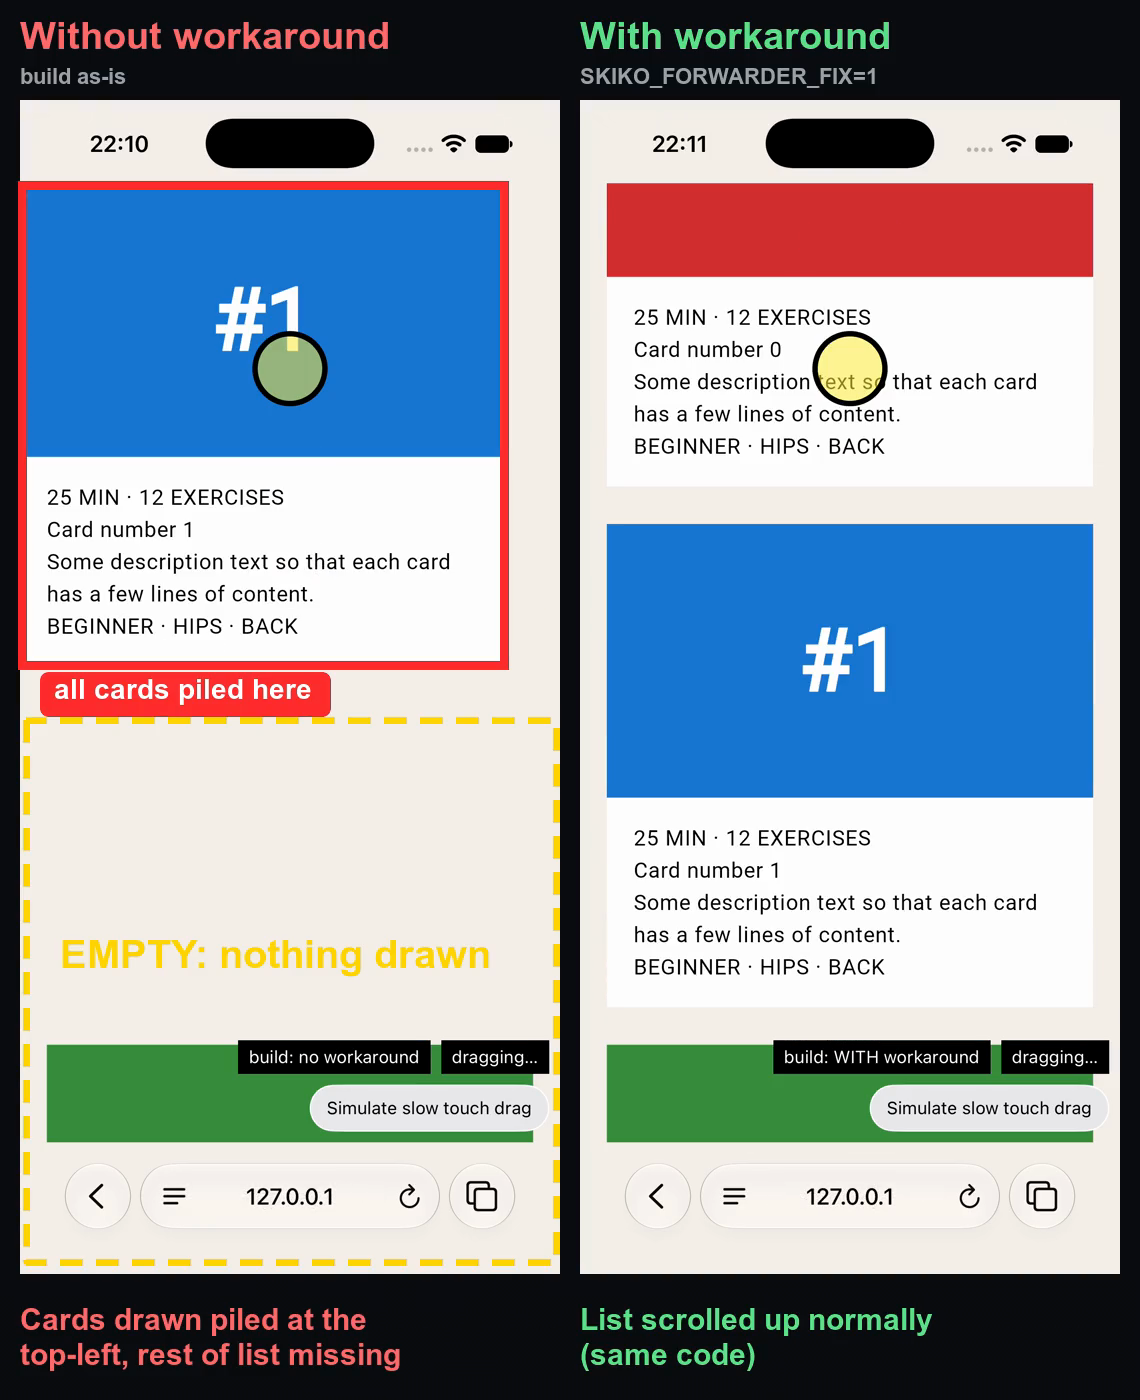 Without workaround
build as-is
22:10
#1
25 MIN · 12 EXERCISES
Card number 1
Some description text so that each card
has a few lines of content.
BEGINNER · HIPS · BACK
all cards piled here
EMPTY: nothing drawn
build: no workaround
dragging...
Simulate slow touch drag
127.0.0.1
Cards drawn piled at the
top-left, rest of list missing
With workaround
SKIKO_FORWARDER_FIX=1
22:11
25 MIN · 12 EXERCISES
Card number 0
Some description text so that each card
has a few lines of content.
BEGINNER · HIPS · BACK
#1
25 MIN · 12 EXERCISES
Card number 1
Some description text so that each card
has a few lines of content.
BEGINNER · HIPS · BACK
build: WITH workaround
dragging...
Simulate slow touch drag
127.0.0.1
List scrolled up normally
(same code)